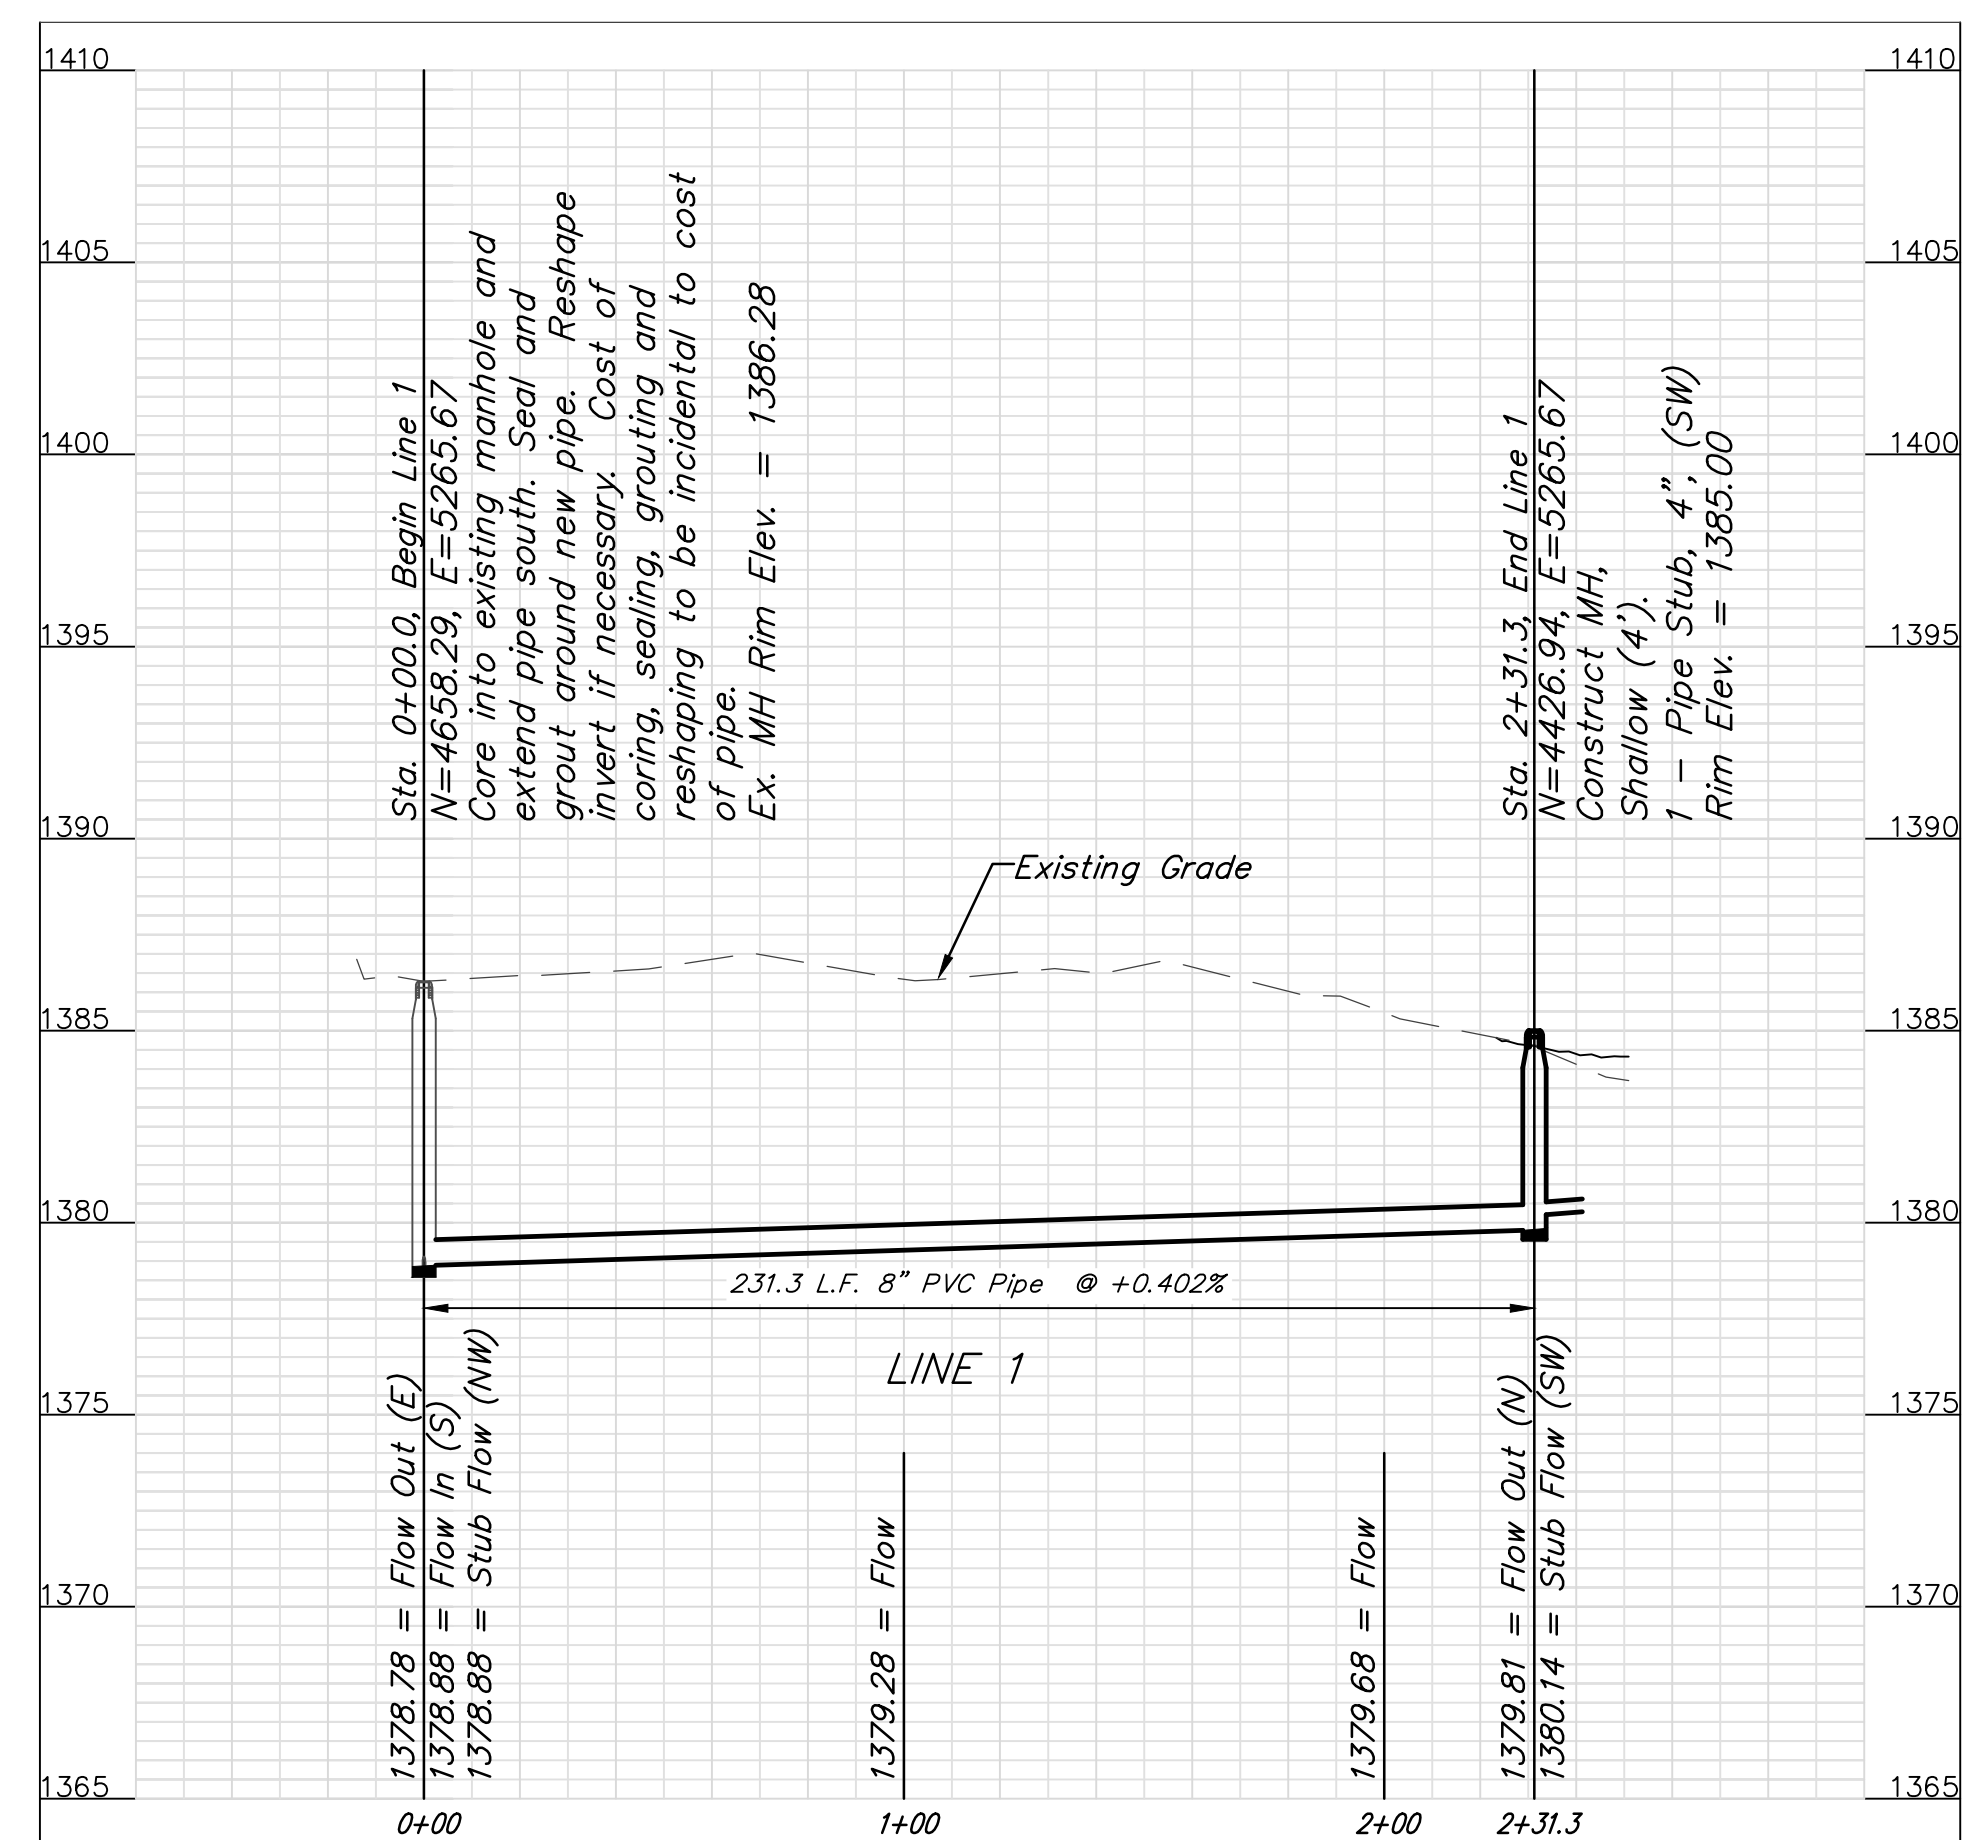 1410
1410
1405
1405
1400
1400
1395
1395
1390
1390
1385
1385
1380
1380
1375
1375
1370
1370
1365
1365
Sta. 0+00.0, Begin Line 1
N=4658.29, E=5265.67
Core into existing manhole and
extend pipe south. Seal and
grout around new pipe. Reshape
invert if necessary. Cost of
coring, sealing, grouting and
reshaping to be incidental to cost
of pipe.
Ex. MH Rim Elev. = 1386.28
Sta. 2+31.3, End Line 1
N=4426.94, E=5265.67
Construct MH,
Shallow (4').
1 - Pipe Stub, 4", (SW)
Rim Elev. = 1385.00
Existing Grade
231.3 L.F. 8" PVC Pipe @ +0.402%
LINE 1
1378.78 = Flow Out (E)
1378.88 = Flow In (S)
1378.88 = Stub Flow (NW)
1379.28 = Flow
1379.68 = Flow
1379.81 = Flow Out (N)
1380.14 = Stub Flow (SW)
0+00
1+00
2+00
2+31.3